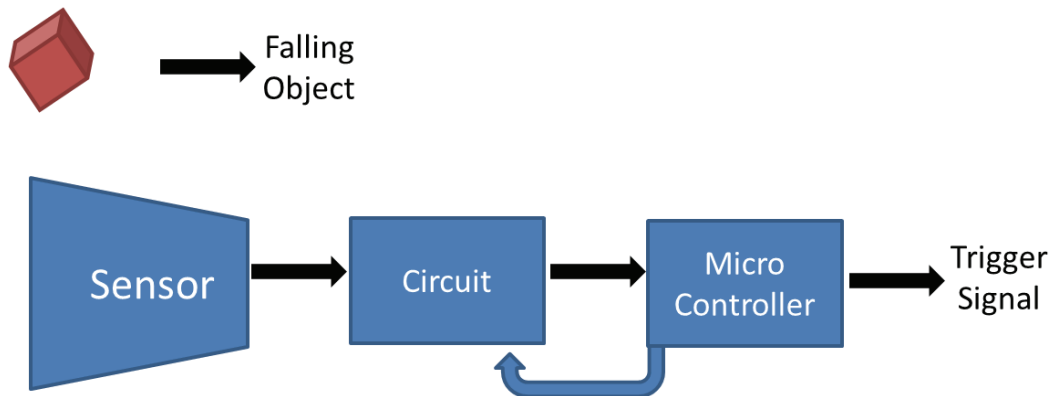 Falling
Object
Sensor
Circuit
Micro
Controller
Trigger
Signal